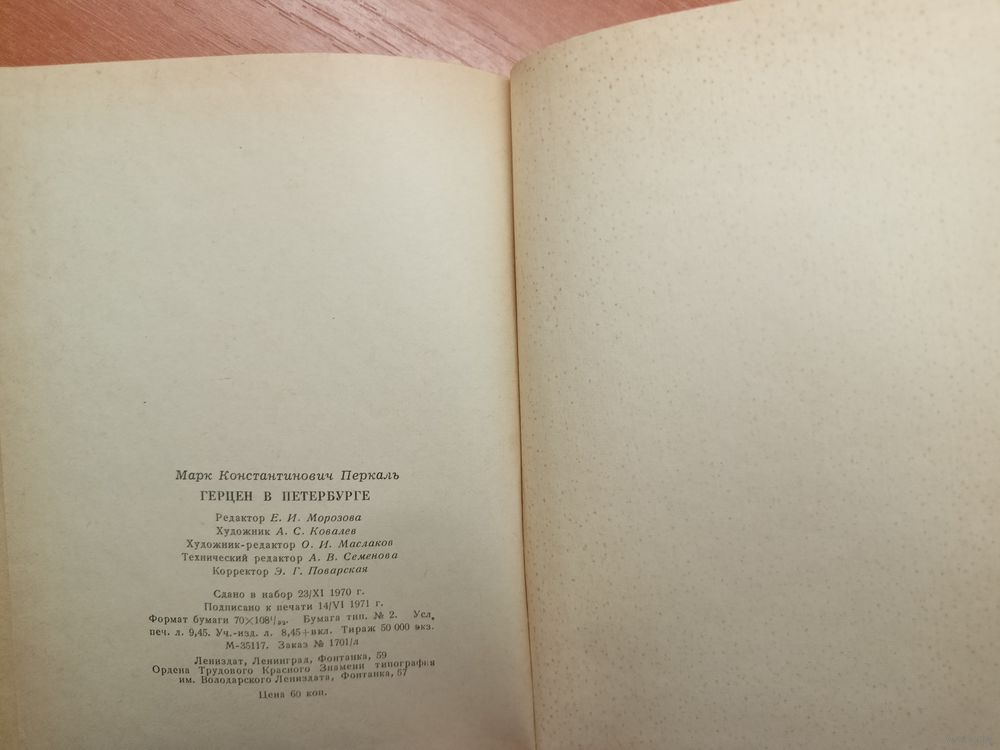 Марк Константинович Перкаль
ГЕРЦЕН В ПЕТЕРБУРГЕ
Редактор Е. И. Морозова
Художник А. С. Ковалев
Художник-редактор О. И. Маслаков
Технический редактор А. В. Семенова
Корректор Э. Г. Поварская
Сдано в набор 23/XI 1970 г.
Подписано к печати 14/VI 1971 г.
Формат бумаги 70×108¹/₃₂. Бумага тип. № 2. Усл.
печ. л. 9,45. Уч.-изд. л. 8,45+вкл. Тираж 50 000 экз.
М-35117. Заказ № 1701/л
Лениздат, Ленинград, Фонтанка, 59
Ордена Трудового Красного Знамени типография
им. Володарского Лениздата, Фонтанка, 57
Цена 60 коп.